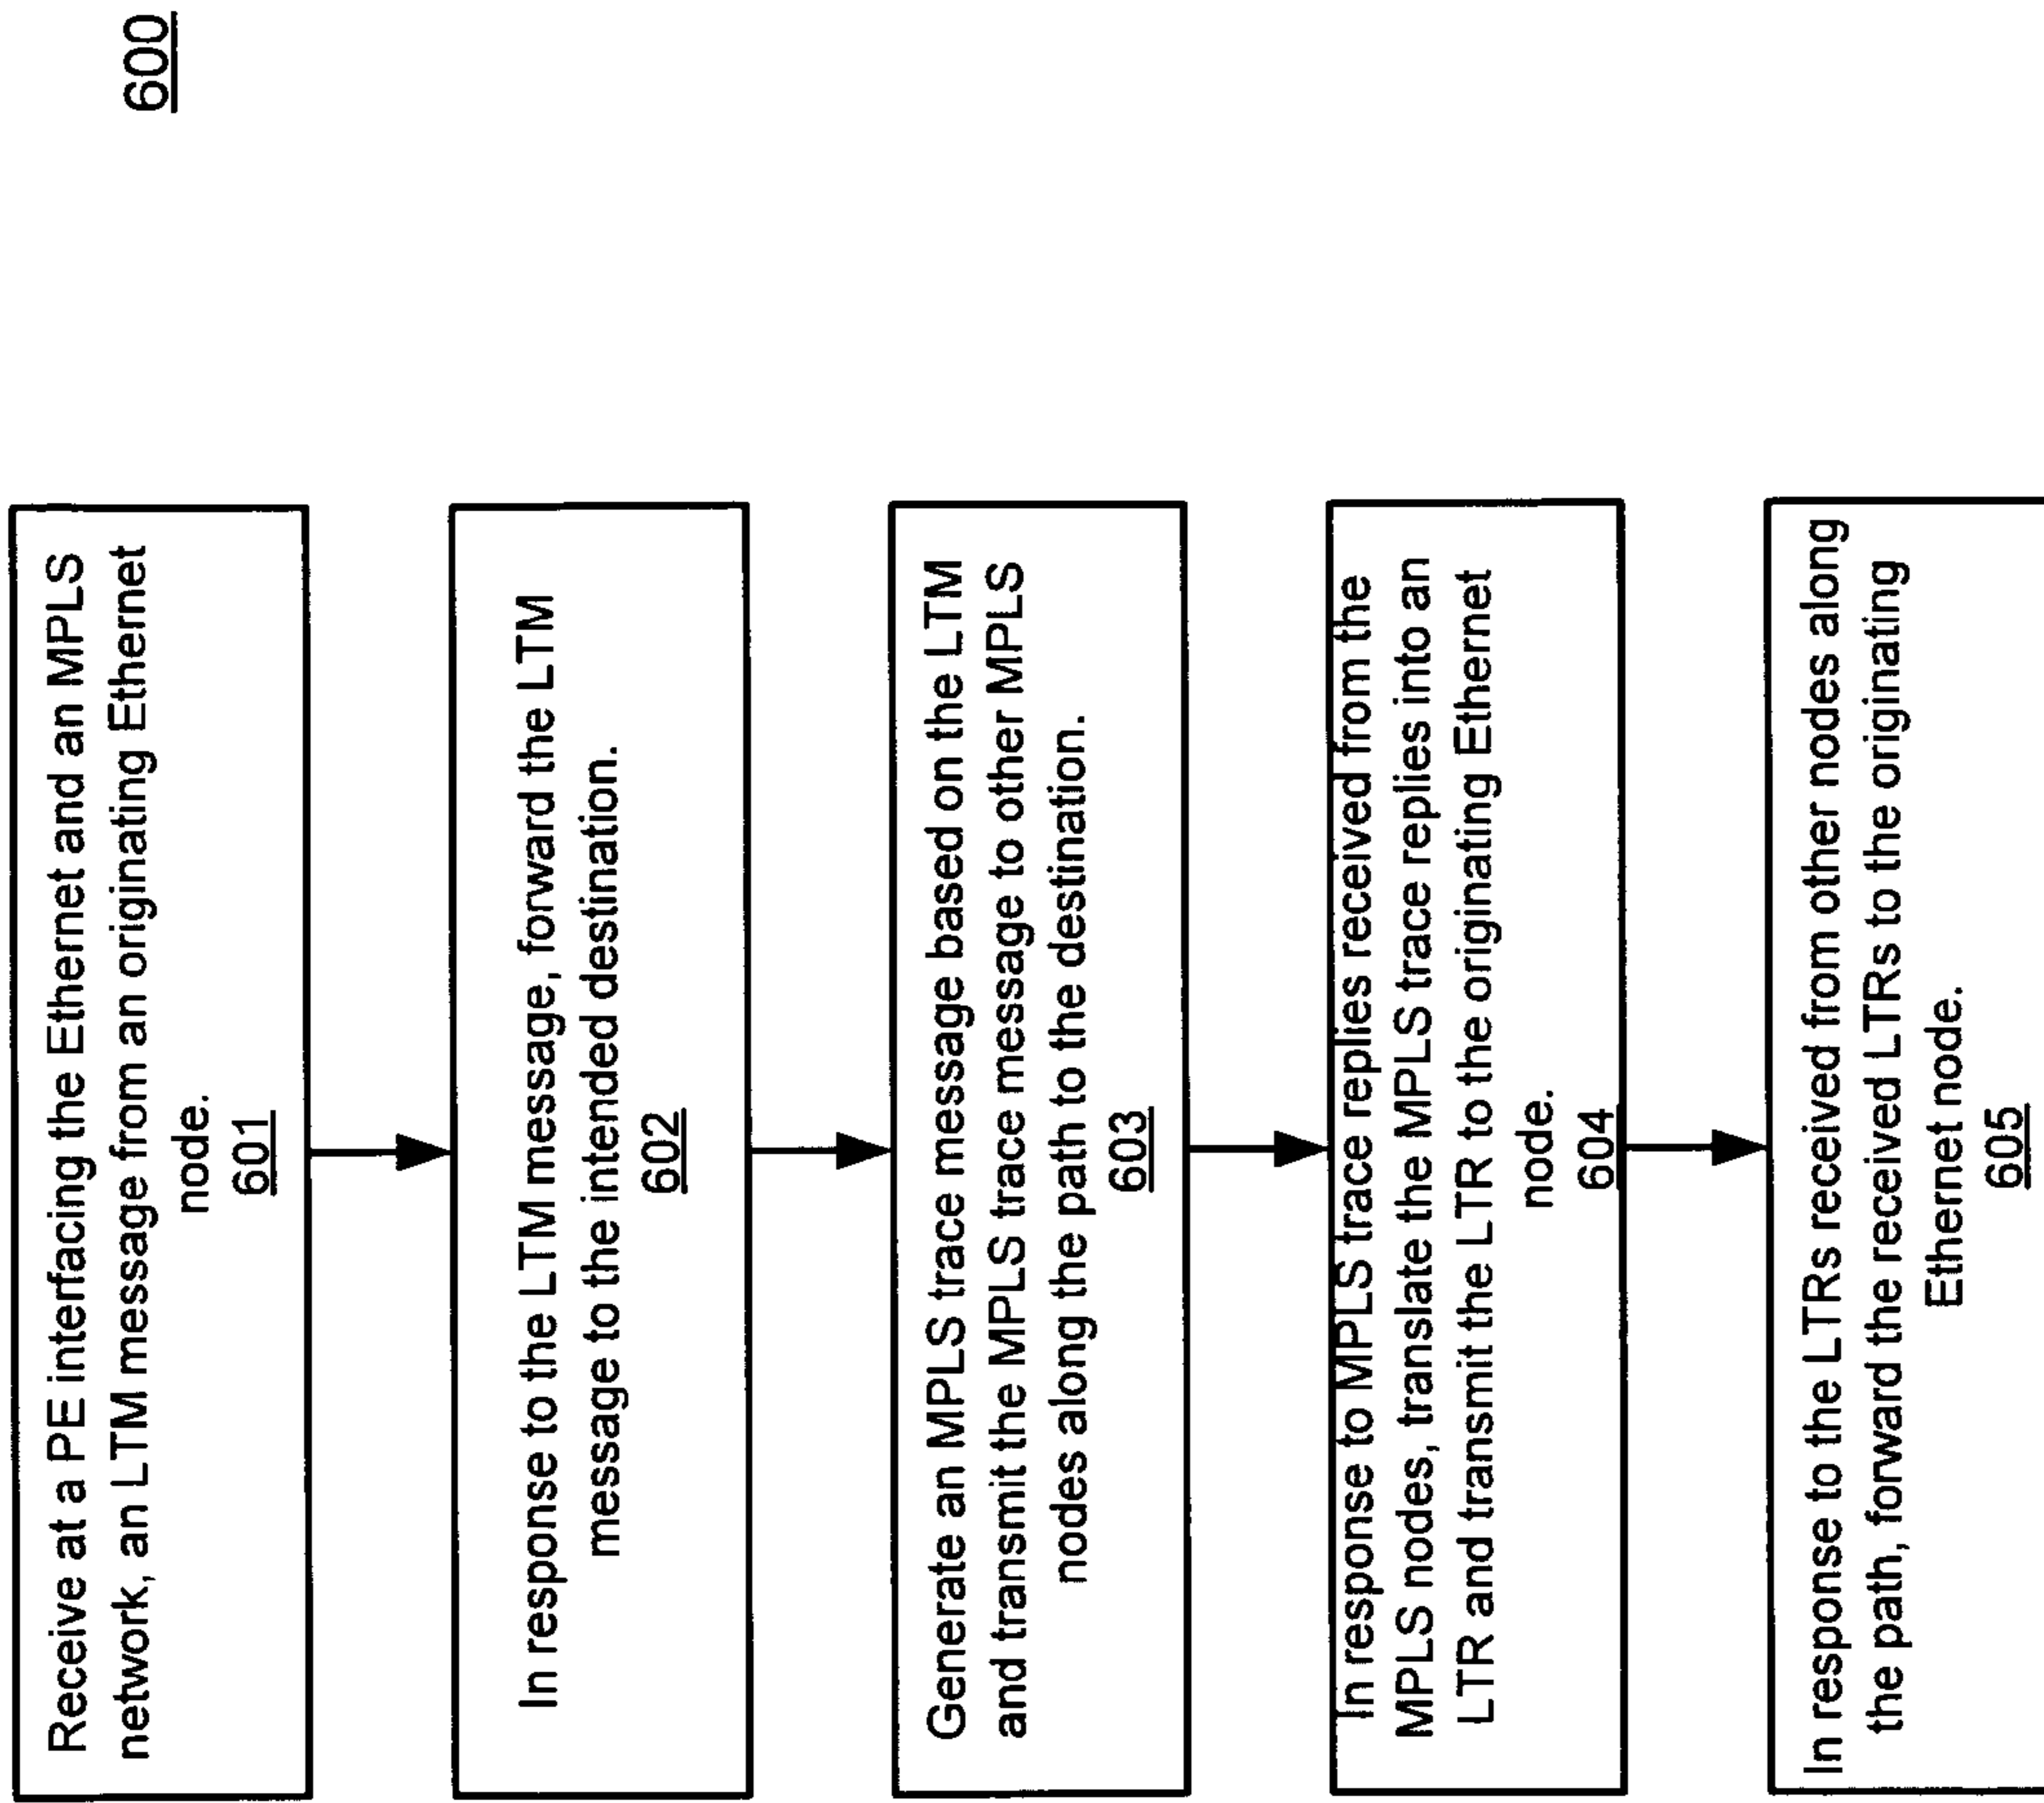 600
Receive at a PE interfacing the Ethernet and an MPLS
network, an LTM message from an originating Ethernet
node.
601
In response to the LTM message, forward the LTM
message to the intended destination.
602
Generate an MPLS trace message based on the LTM
and transmit the MPLS trace message to other MPLS
nodes along the path to the destination.
603
In response to MPLS trace replies received from the
MPLS nodes, translate the MPLS trace replies into an
LTR and transmit the LTR to the originating Ethernet
node.
604
In response to the LTRs received from other nodes along
the path, forward the received LTRs to the originating
Ethernet node.
605